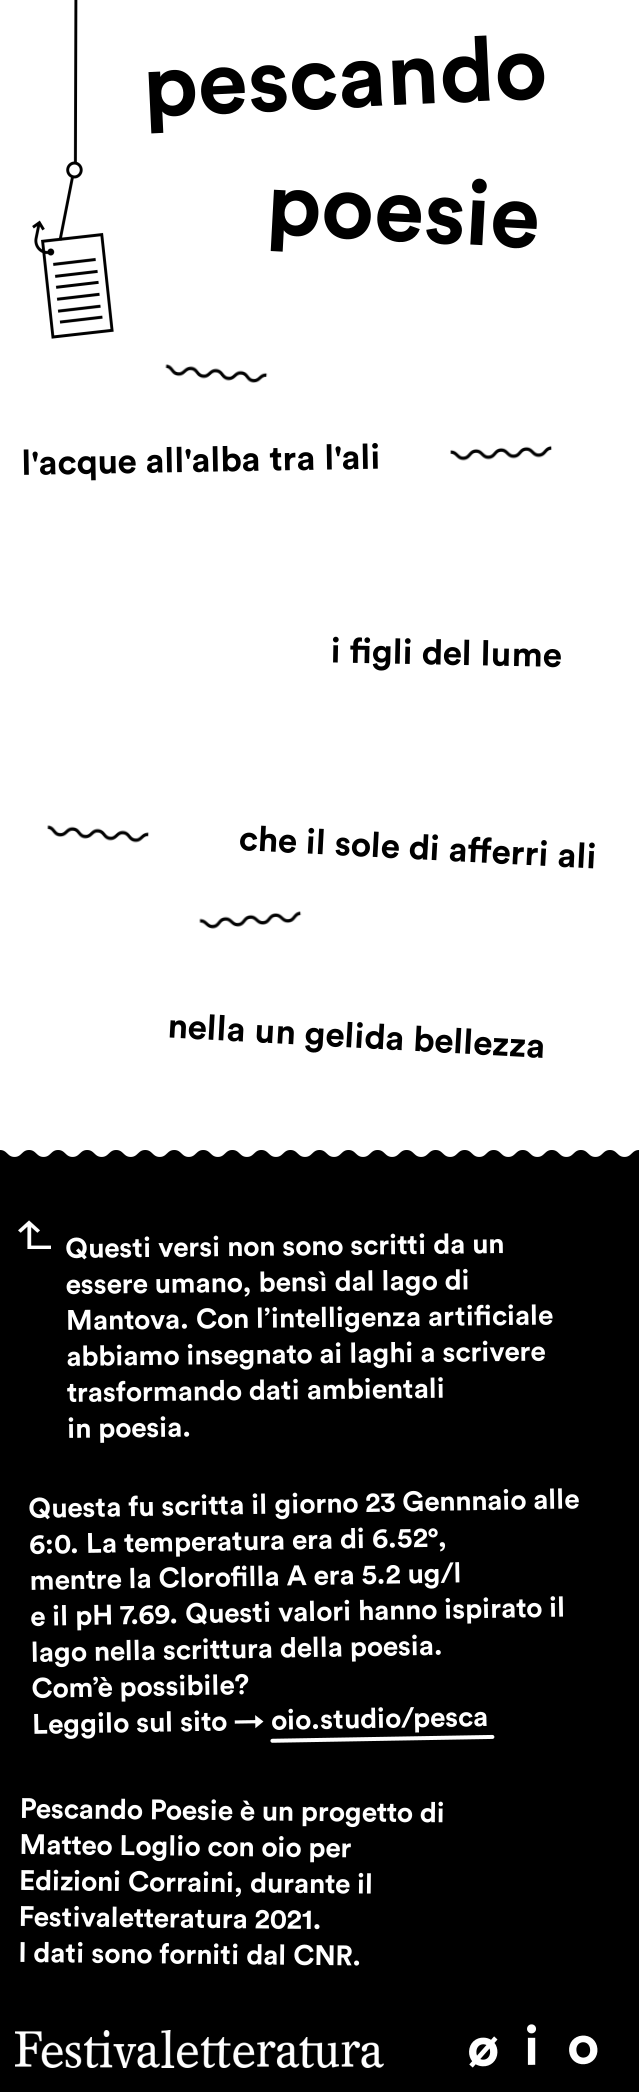 pescando
poesie
l'acque all'alba tra l'ali
i figli del lume
che il sole di afferri ali
nella un gelida bellezza
Questi versi non sono scritti da un
essere umano, bensì dal lago di
Mantova. Con l’intelligenza artificiale
abbiamo insegnato ai laghi a scrivere
trasformando dati ambientali
in poesia.
Questa fu scritta il giorno 23 Gennnaio alle
6:0. La temperatura era di 6.52°,
mentre la Clorofilla A era 5.2 ug/l
e il pH 7.69. Questi valori hanno ispirato il
lago nella scrittura della poesia.
Com’è possibile?
Leggilo sul sito → oio.studio/pesca
Pescando Poesie è un progetto di
Matteo Loglio con oio per
Edizioni Corraini, durante il
Festivaletteratura 2021.
I dati sono forniti dal CNR.
Festivaletteratura ø i o